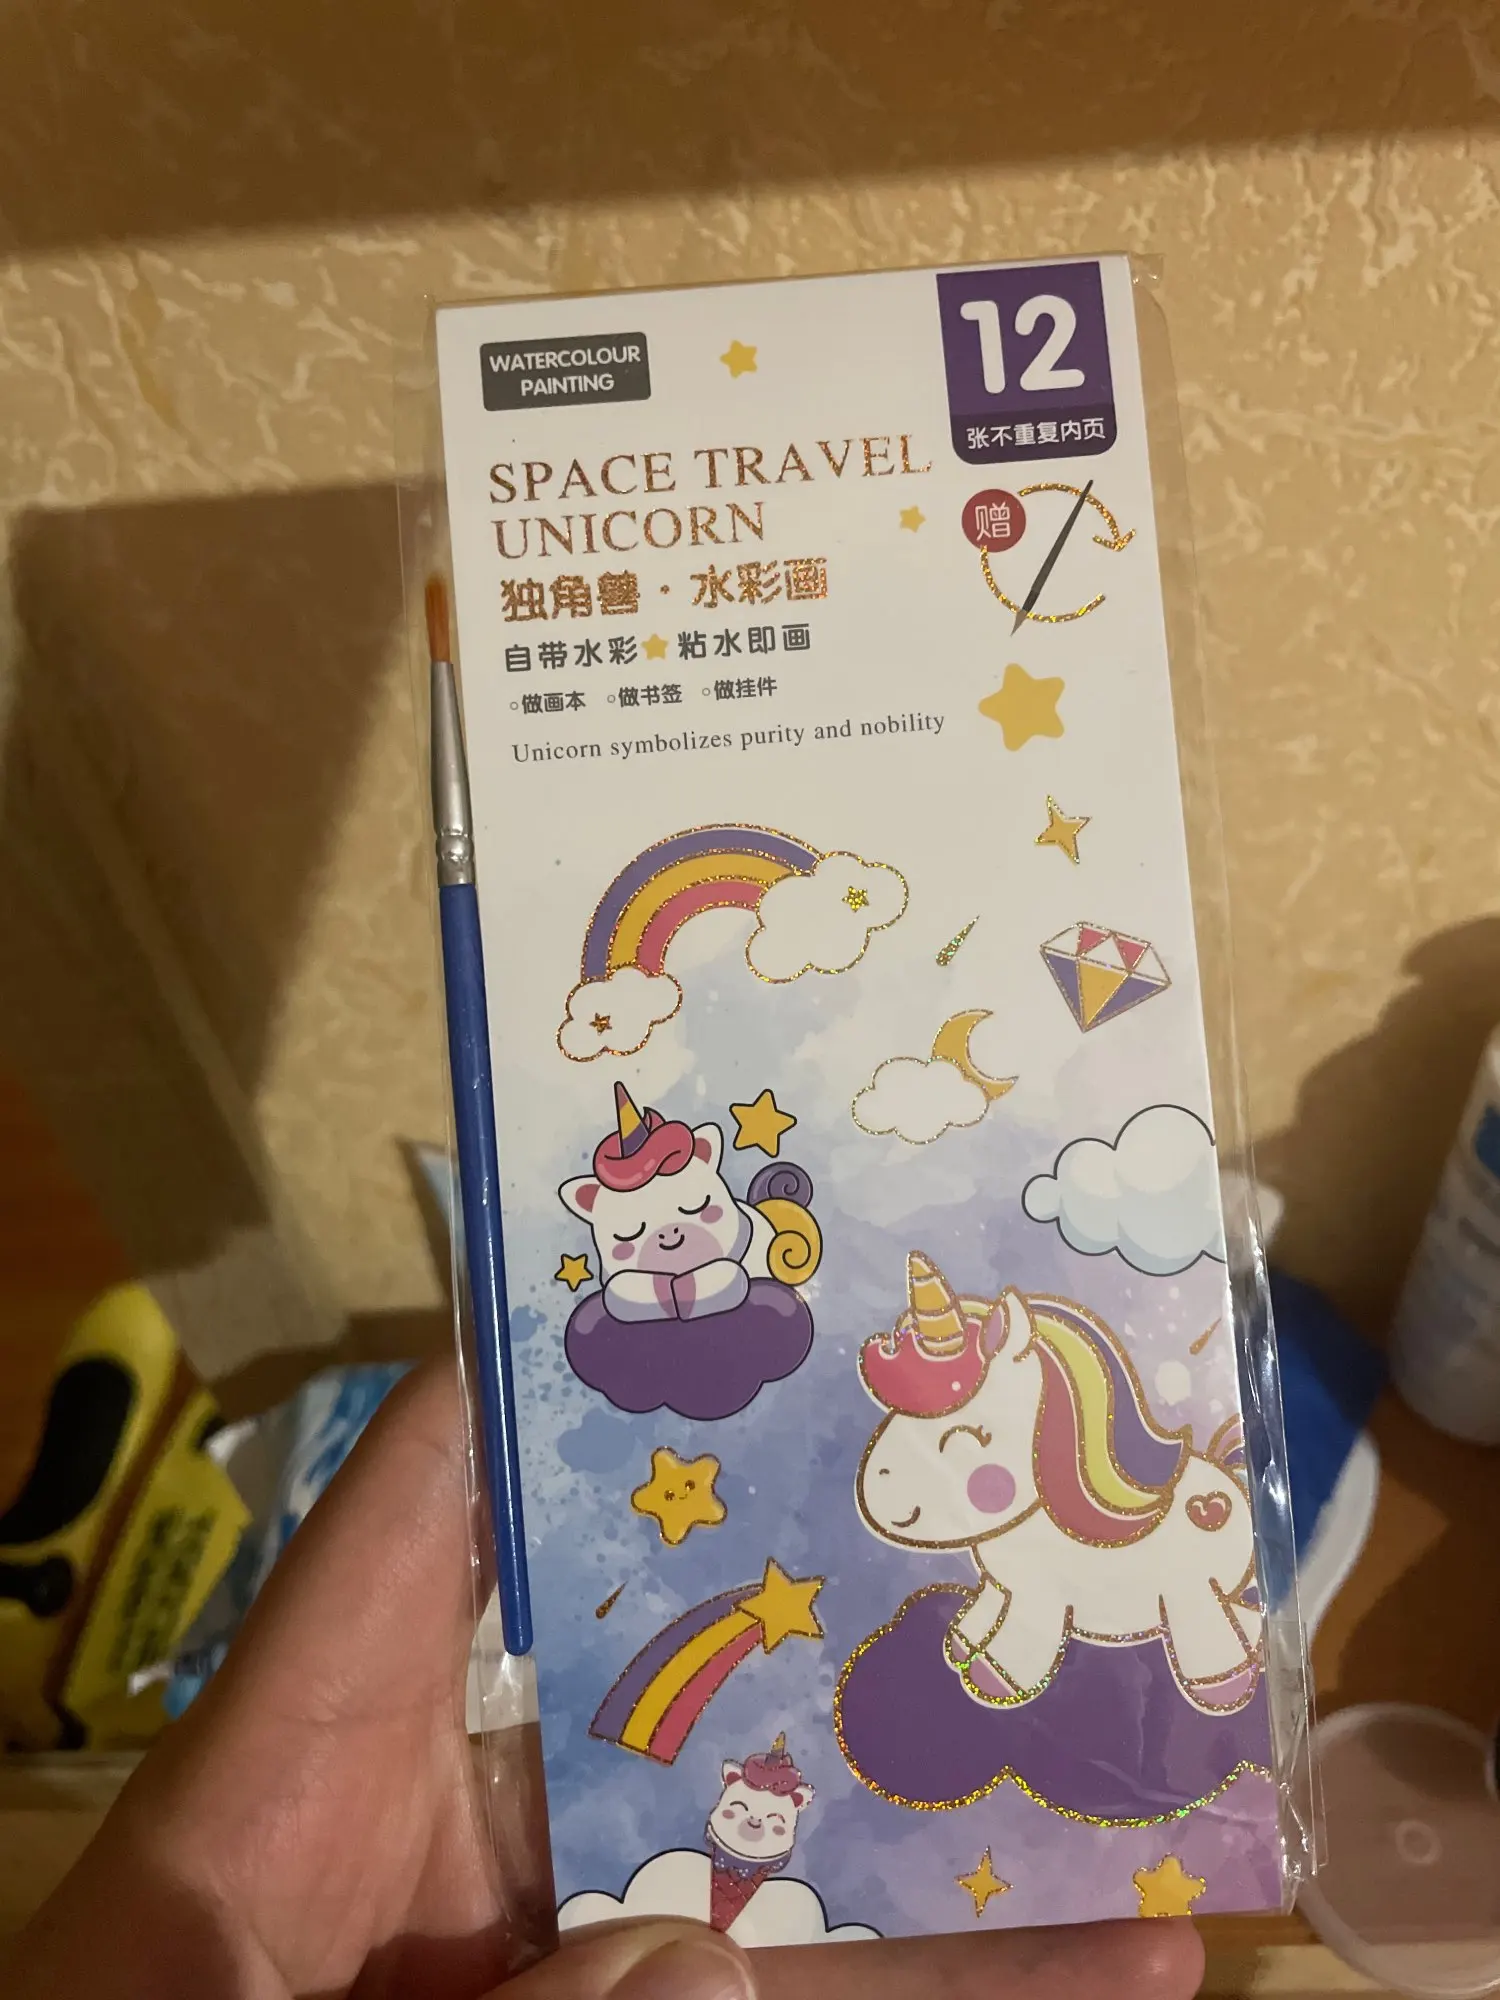 WATERCOLOUR
PAINTING
12
张不重复内页
SPACE TRAVEL
UNICORN
赠
独角兽·水彩画
自带水彩 粘水即画
◦做画本 ◦做书签 ◦做挂件
Unicorn symbolizes purity and nobility